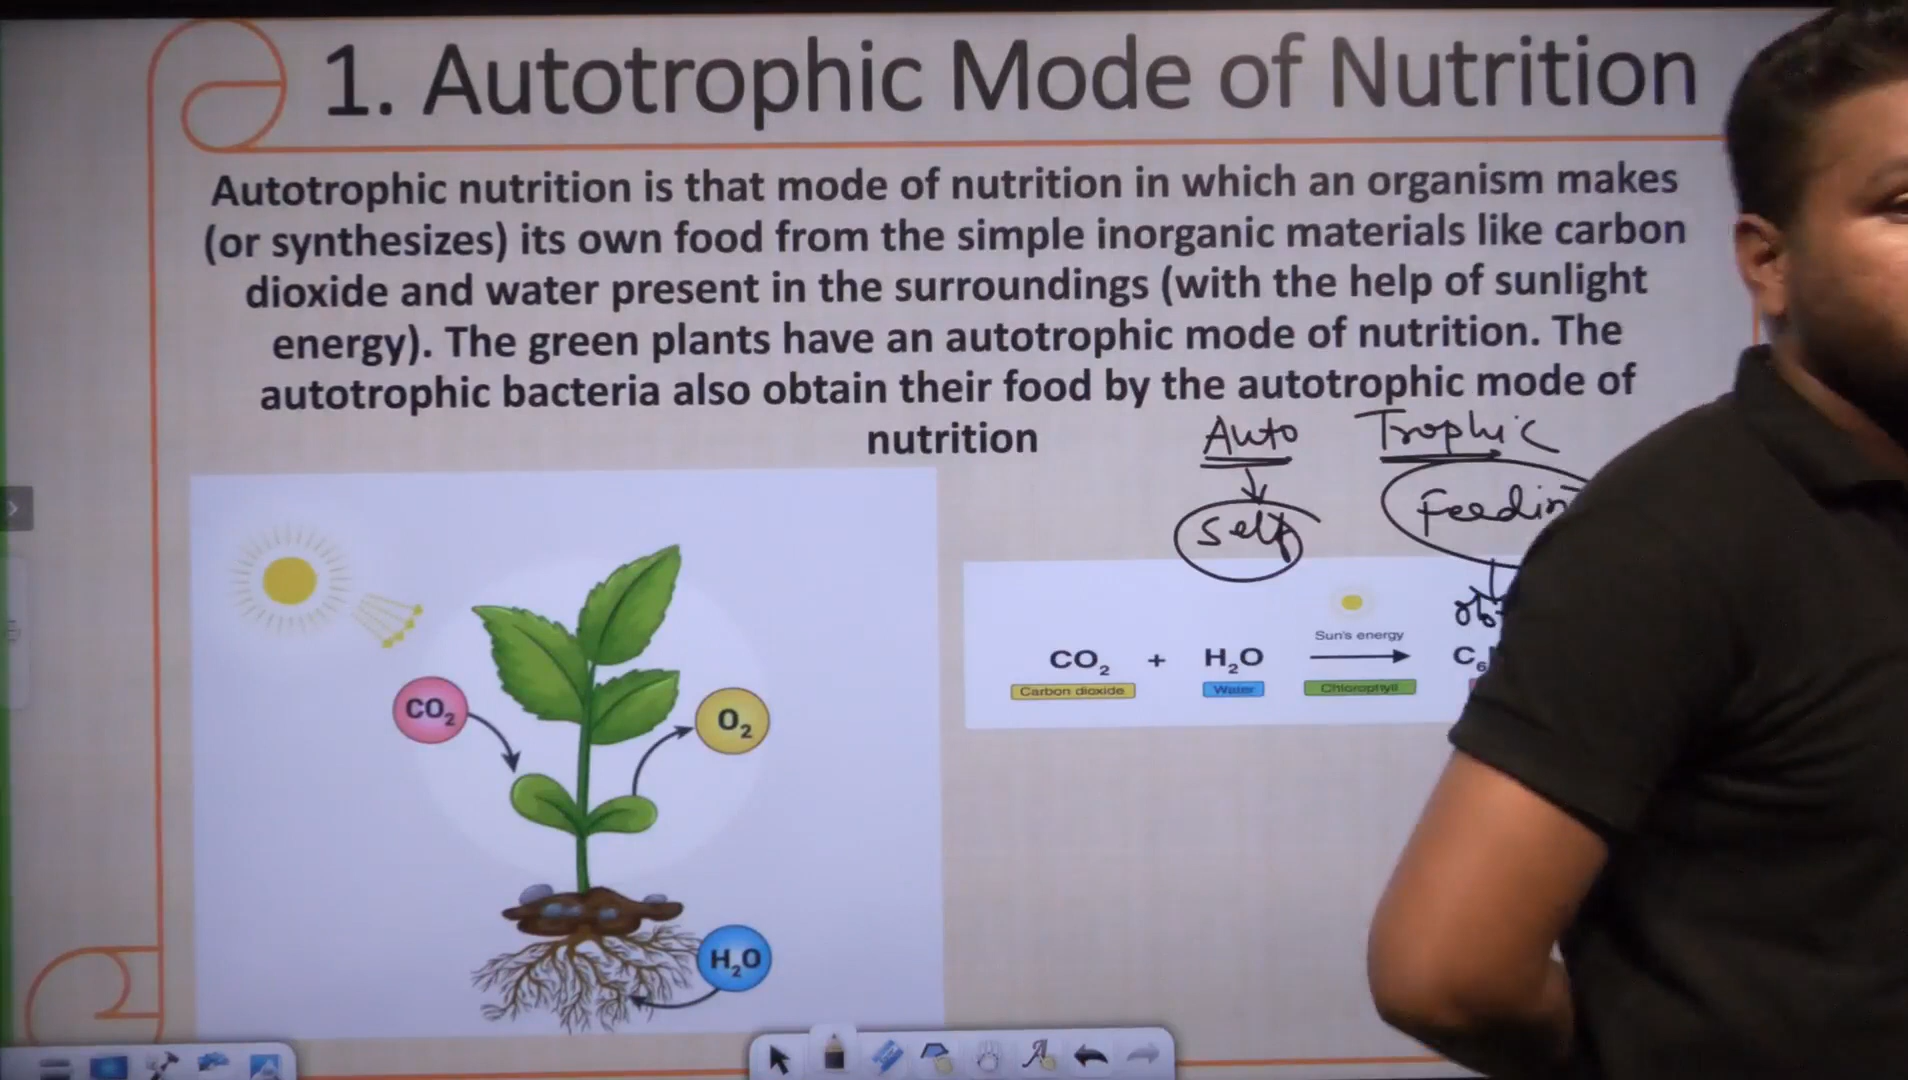 1. Autotrophic Mode of Nutrition
Autotrophic nutrition is that mode of nutrition in which an organism makes
(or synthesizes) its own food from the simple inorganic materials like carbon
dioxide and water present in the surroundings (with the help of sunlight
energy). The green plants have an autotrophic mode of nutrition. The
autotrophic bacteria also obtain their food by the autotrophic mode of
nutrition
Auto Trophic
Self
Sun's energy
CO₂ + H₂O
Carbon dioxide Water Chlorophyll
CO₂
O₂
H₂O